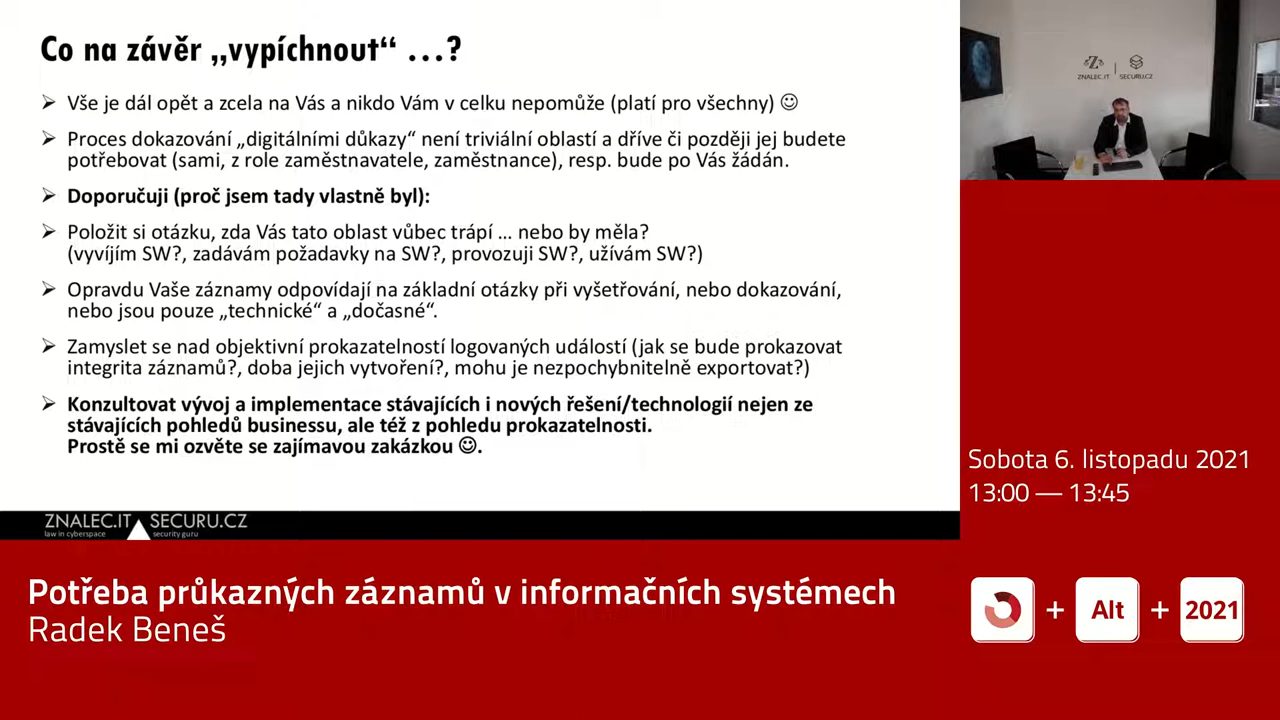 Co na závěr „vypíchnout“ …?
➢ Vše je dál opět a zcela na Vás a nikdo Vám v celku nepomůže (platí pro všechny) ☺
➢ Proces dokazování „digitálními důkazy“ není triviální oblastí a dříve či později jej budete
potřebovat (sami, z role zaměstnavatele, zaměstnance), resp. bude po Vás žádán.
➢ Doporučuji (proč jsem tady vlastně byl):
➢ Položit si otázku, zda Vás tato oblast vůbec trápí … nebo by měla?
(vyvíjím SW?, zadávám požadavky na SW?, provozuji SW?, užívám SW?)
➢ Opravdu Vaše záznamy odpovídají na základní otázky při vyšetřování, nebo dokazování,
nebo jsou pouze „technické“ a „dočasné“.
➢ Zamyslet se nad objektivní prokazatelností logovaných událostí (jak se bude prokazovat
integrita záznamů?, doba jejich vytvoření?, mohu je nezpochybnitelně exportovat?)
➢ Konzultovat vývoj a implementace stávajících i nových řešení/technologií nejen ze
stávajících pohledů businessu, ale též z pohledu prokazatelnosti.
Prostě se mi ozvěte se zajímavou zakázkou ☺.
ZNALEC.IT SECURU.CZ
law in cyberspace security guru
ZNALEC.IT SECURU.CZ
Sobota 6. listopadu 2021
13:00 — 13:45
Potřeba průkazných záznamů v informačních systémech
Radek Beneš
+ Alt + 2021